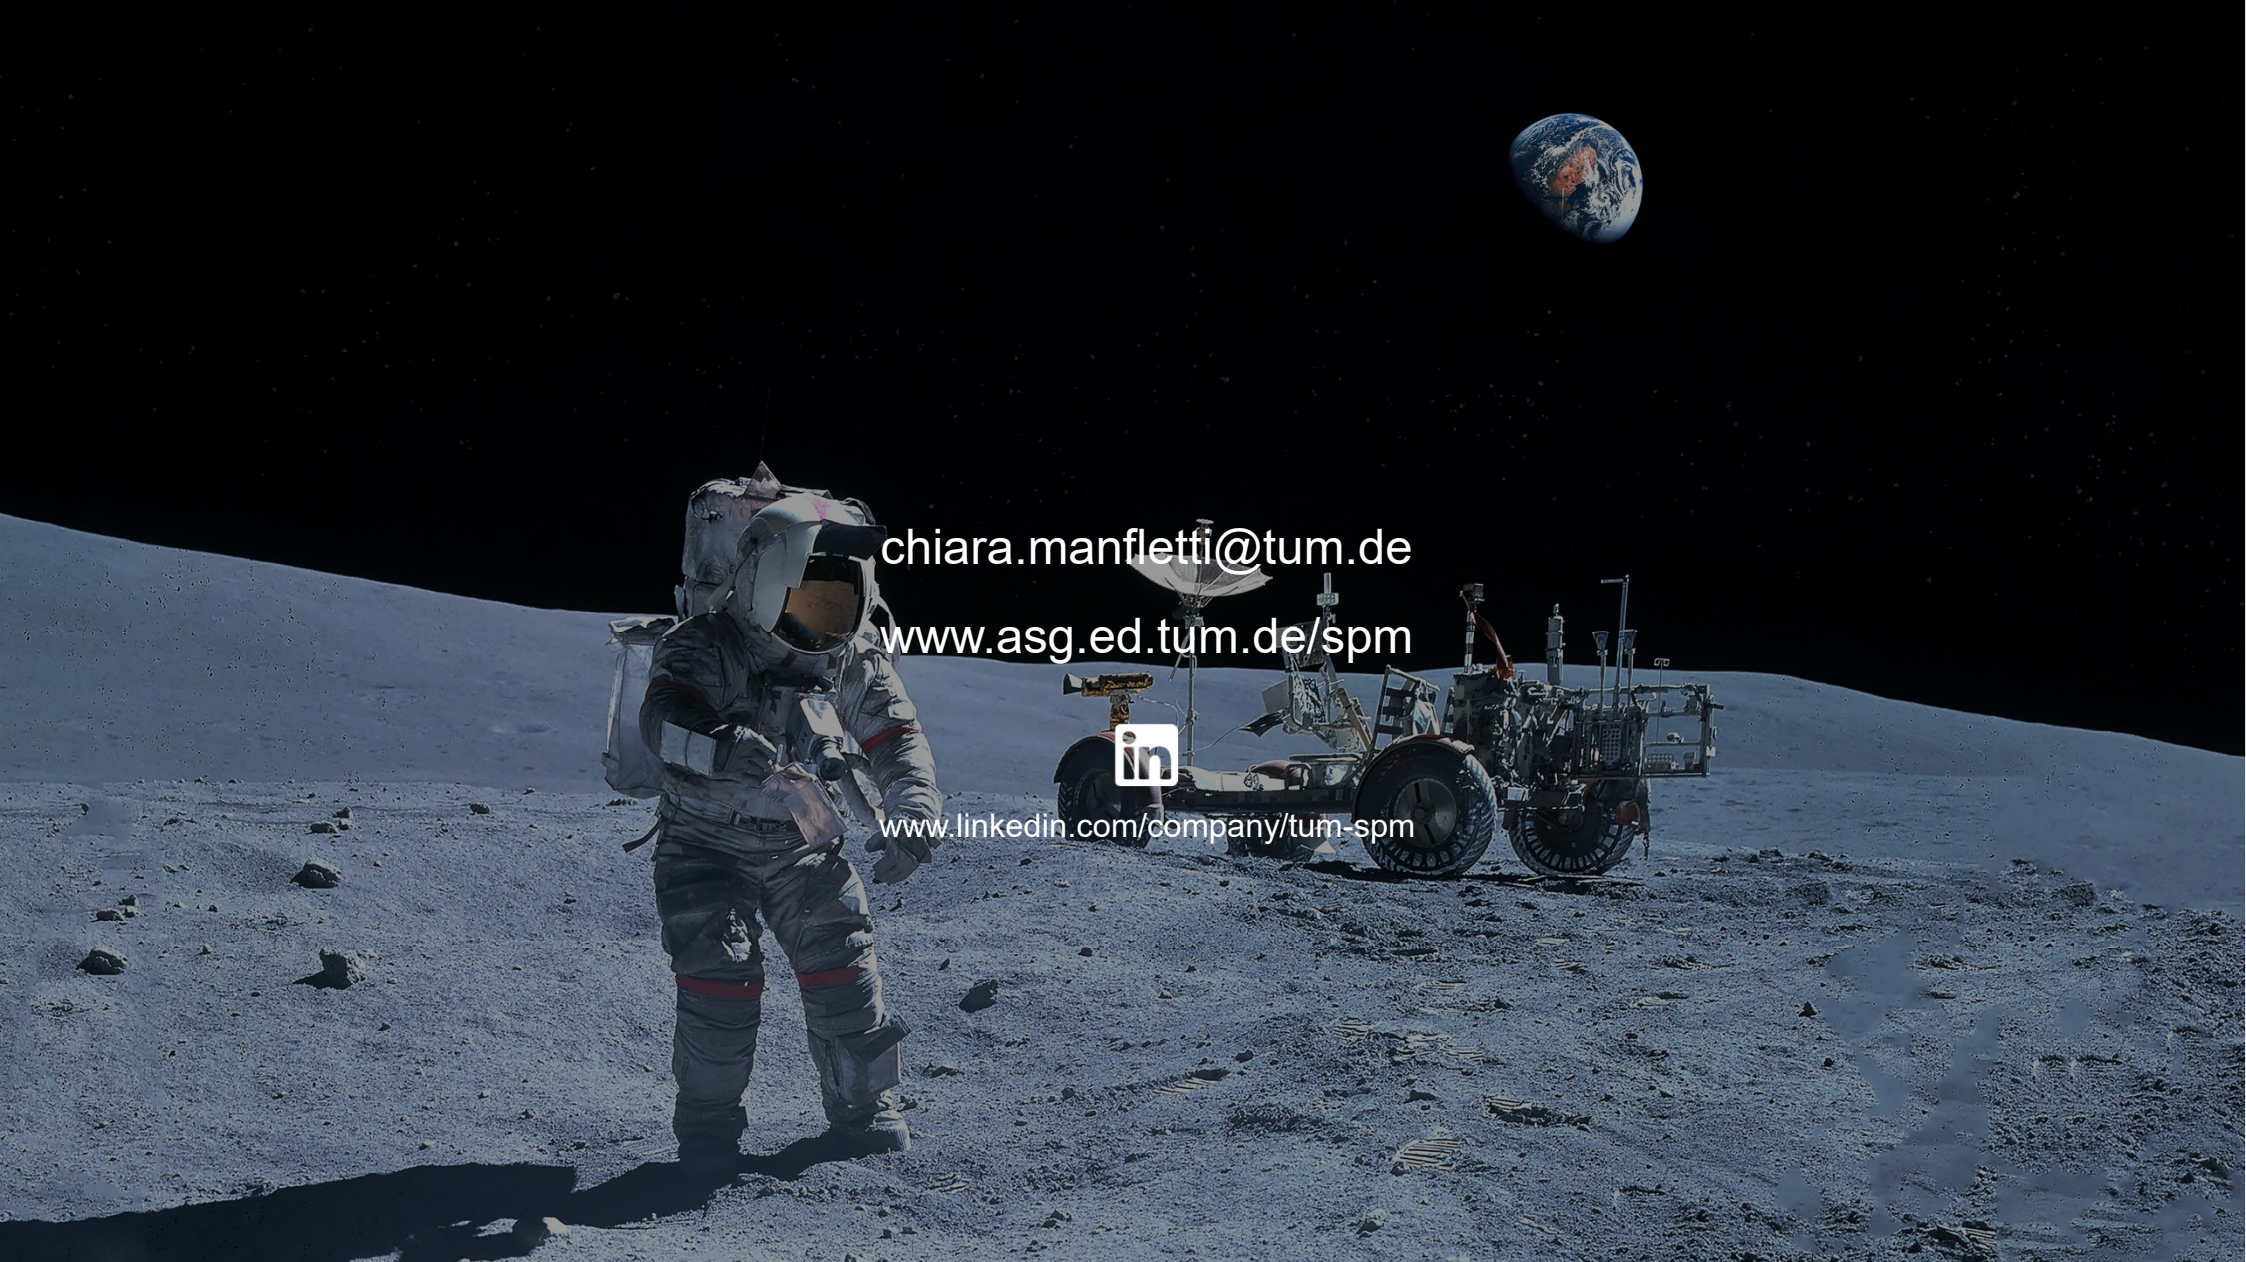 chiara.manfletti@tum.de
www.asg.ed.tum.de/spm
in
www.linkedin.com/company/tum-spm